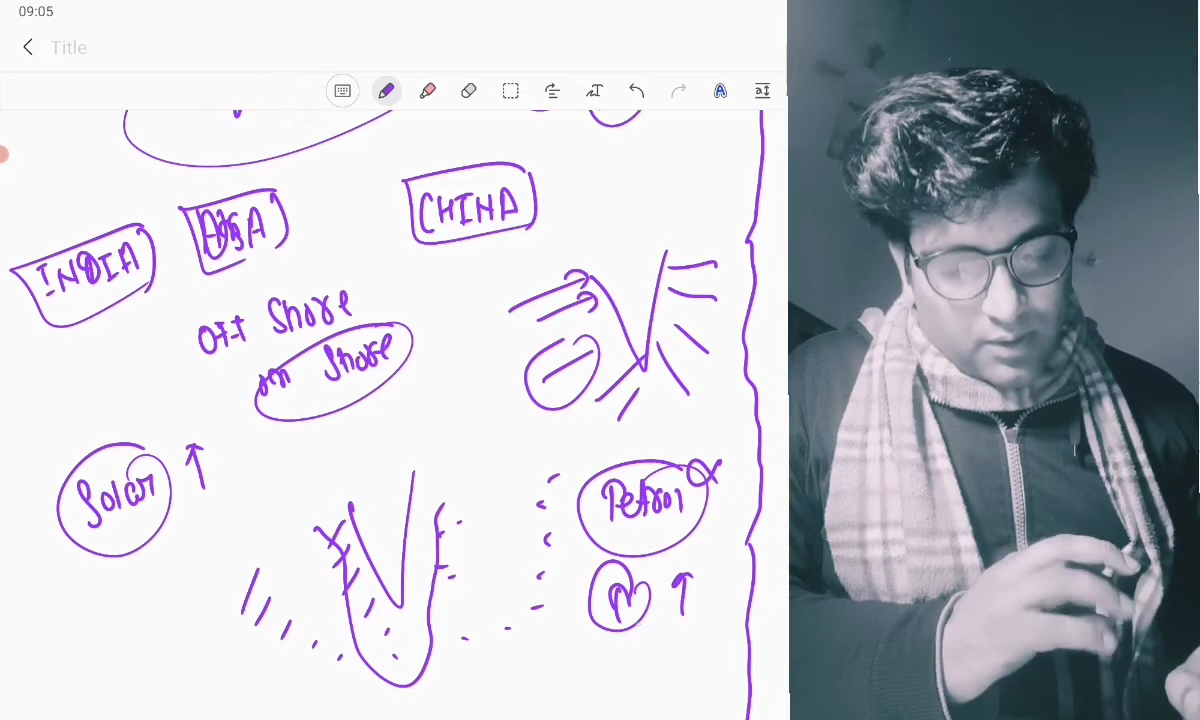 09:05
Title
INDIA
USA
CHINA
Off Shore
on Shore
Solar
Petrol